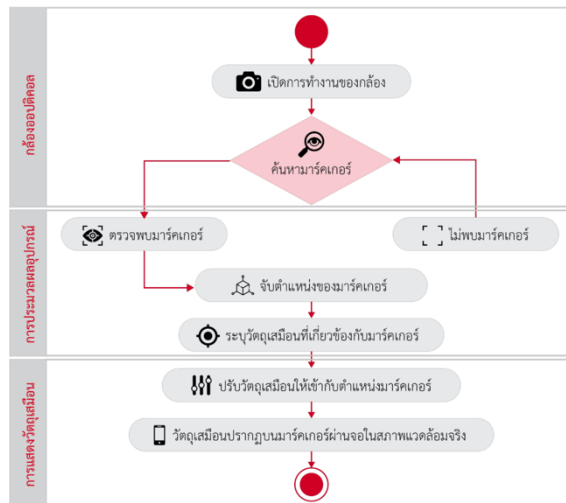 กล้องออปติคอล
เปิดการทำงานของกล้อง
ค้นหามาร์คเกอร์
การประมวลผลอุปกรณ์
ตรวจพบมาร์คเกอร์
ไม่พบมาร์คเกอร์
จับตำแหน่งของมาร์คเกอร์
ระบุวัตถุเสมือนที่เกี่ยวข้องกับมาร์คเกอร์
การแสดงวัตถุเสมือน
ปรับวัตถุเสมือนให้เข้ากับตำแหน่งมาร์คเกอร์
วัตถุเสมือนปรากฏบนมาร์คเกอร์ผ่านจอในสภาพแวดล้อมจริง